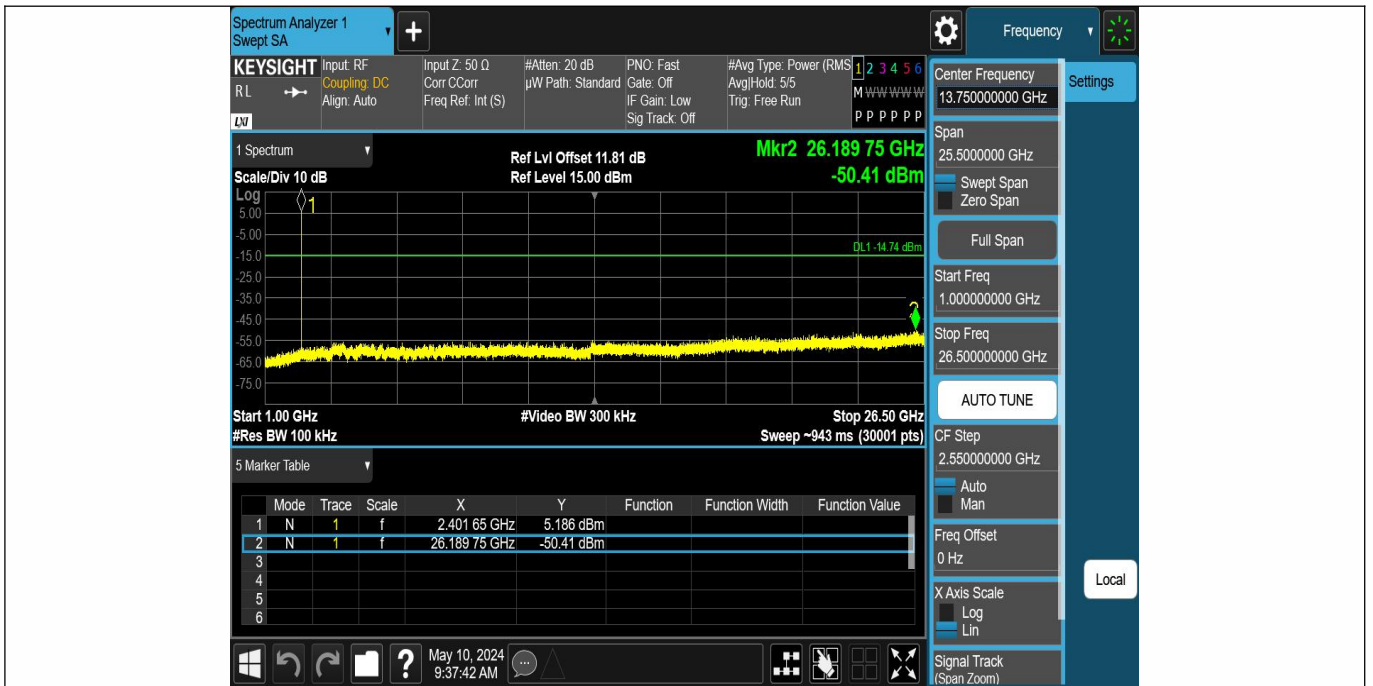 Spectrum Analyzer 1
Swept SA
+
Frequency
KEYSIGHT
RL
LXI
Input: RF
Coupling: DC
Align: Auto
Input Z: 50 Ω
Corr CCorr
Freq Ref: Int (S)
#Atten: 20 dB
µW Path: Standard
PNO: Fast
Gate: Off
IF Gain: Low
Sig Track: Off
#Avg Type: Power (RMS
Avg|Hold: 5/5
Trig: Free Run
1 2 3 4 5 6
M W W W W W
P P P P P P
1 Spectrum
Scale/Div 10 dB
Ref Lvl Offset 11.81 dB
Ref Level 15.00 dBm
Mkr2 26.189 75 GHz
-50.41 dBm
Log
1
5.00
-5.00
-15.0
DL1 -14.74 dBm
-25.0
-35.0
-45.0
-55.0
-65.0
-75.0
Start 1.00 GHz
#Video BW 300 kHz
Stop 26.50 GHz
#Res BW 100 kHz
Sweep ~943 ms (30001 pts)
5 Marker Table
Mode Trace Scale X Y Function Function Width Function Value
1 N 1 f 2.401 65 GHz 5.186 dBm
2 N 1 f 26.189 75 GHz -50.41 dBm
3
4
5
6
?
May 10, 2024
9:37:42 AM
Center Frequency
13.750000000 GHz
Settings
Span
25.5000000 GHz
Swept Span
Zero Span
Full Span
Start Freq
1.000000000 GHz
Stop Freq
26.500000000 GHz
AUTO TUNE
CF Step
2.550000000 GHz
Auto
Man
Freq Offset
0 Hz
Local
X Axis Scale
Log
Lin
Signal Track
(Span Zoom)